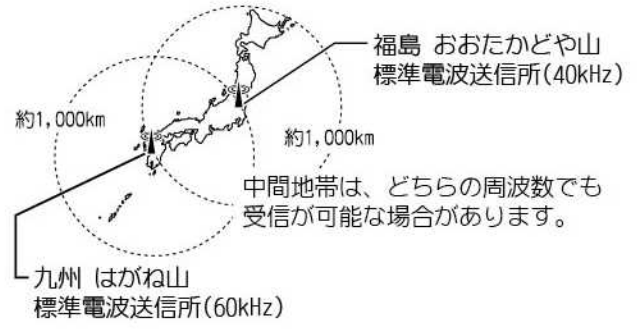 福島 おおたかどや山
標準電波送信所(40kHz)
約1,000km
約1,000km
中間地帯は、どちらの周波数でも
受信が可能な場合があります。
九州 はがね山
標準電波送信所(60kHz)